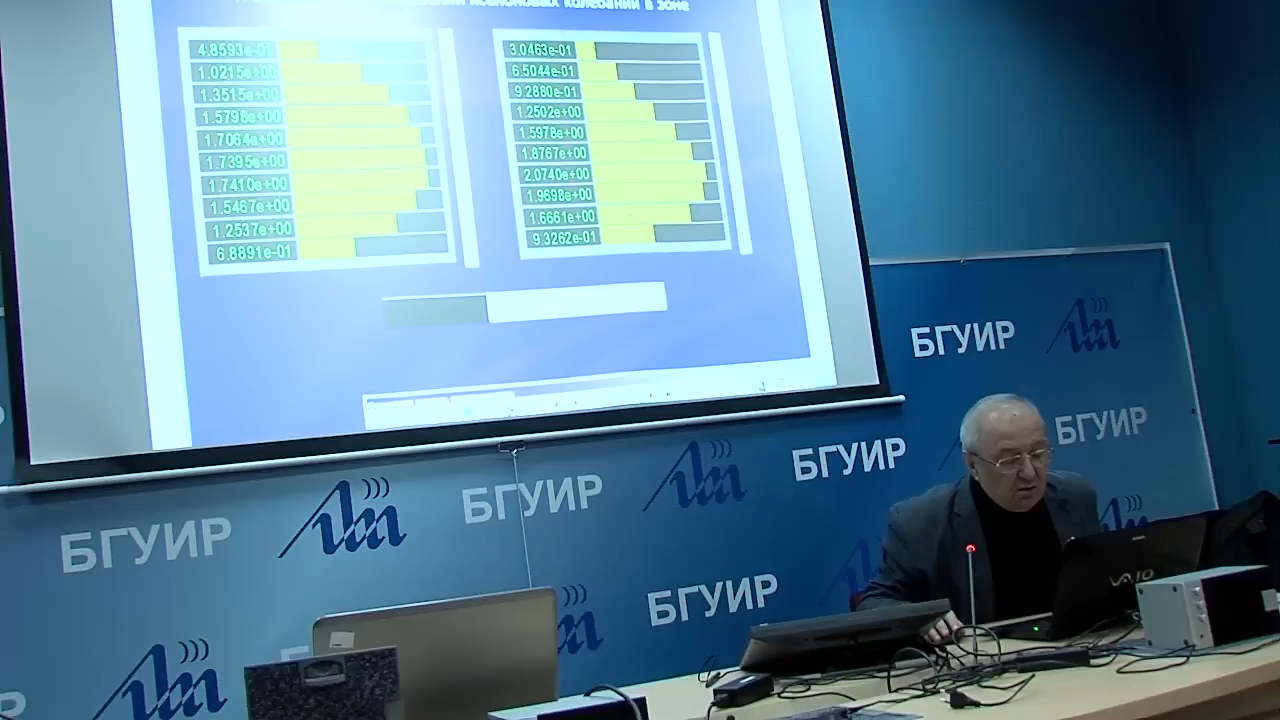 ксеноновых колебаний в зоне
4.8593e-01
1.0215e+00
1.3515e+00
1.5798e+00
1.7064e+00
1.7395e+00
1.7410e+00
1.5467e+00
1.2537e+00
6.8891e-01
3.0463e-01
6.5044e-01
9.2880e-01
1.2502e+00
1.5978e+00
1.8767e+00
2.0740e+00
1.9698e+00
1.6661e+00
9.3262e-01
БГУИР
БГУИР
БГУИР
БГУИР
БГУИР
БГУИР
VAIO